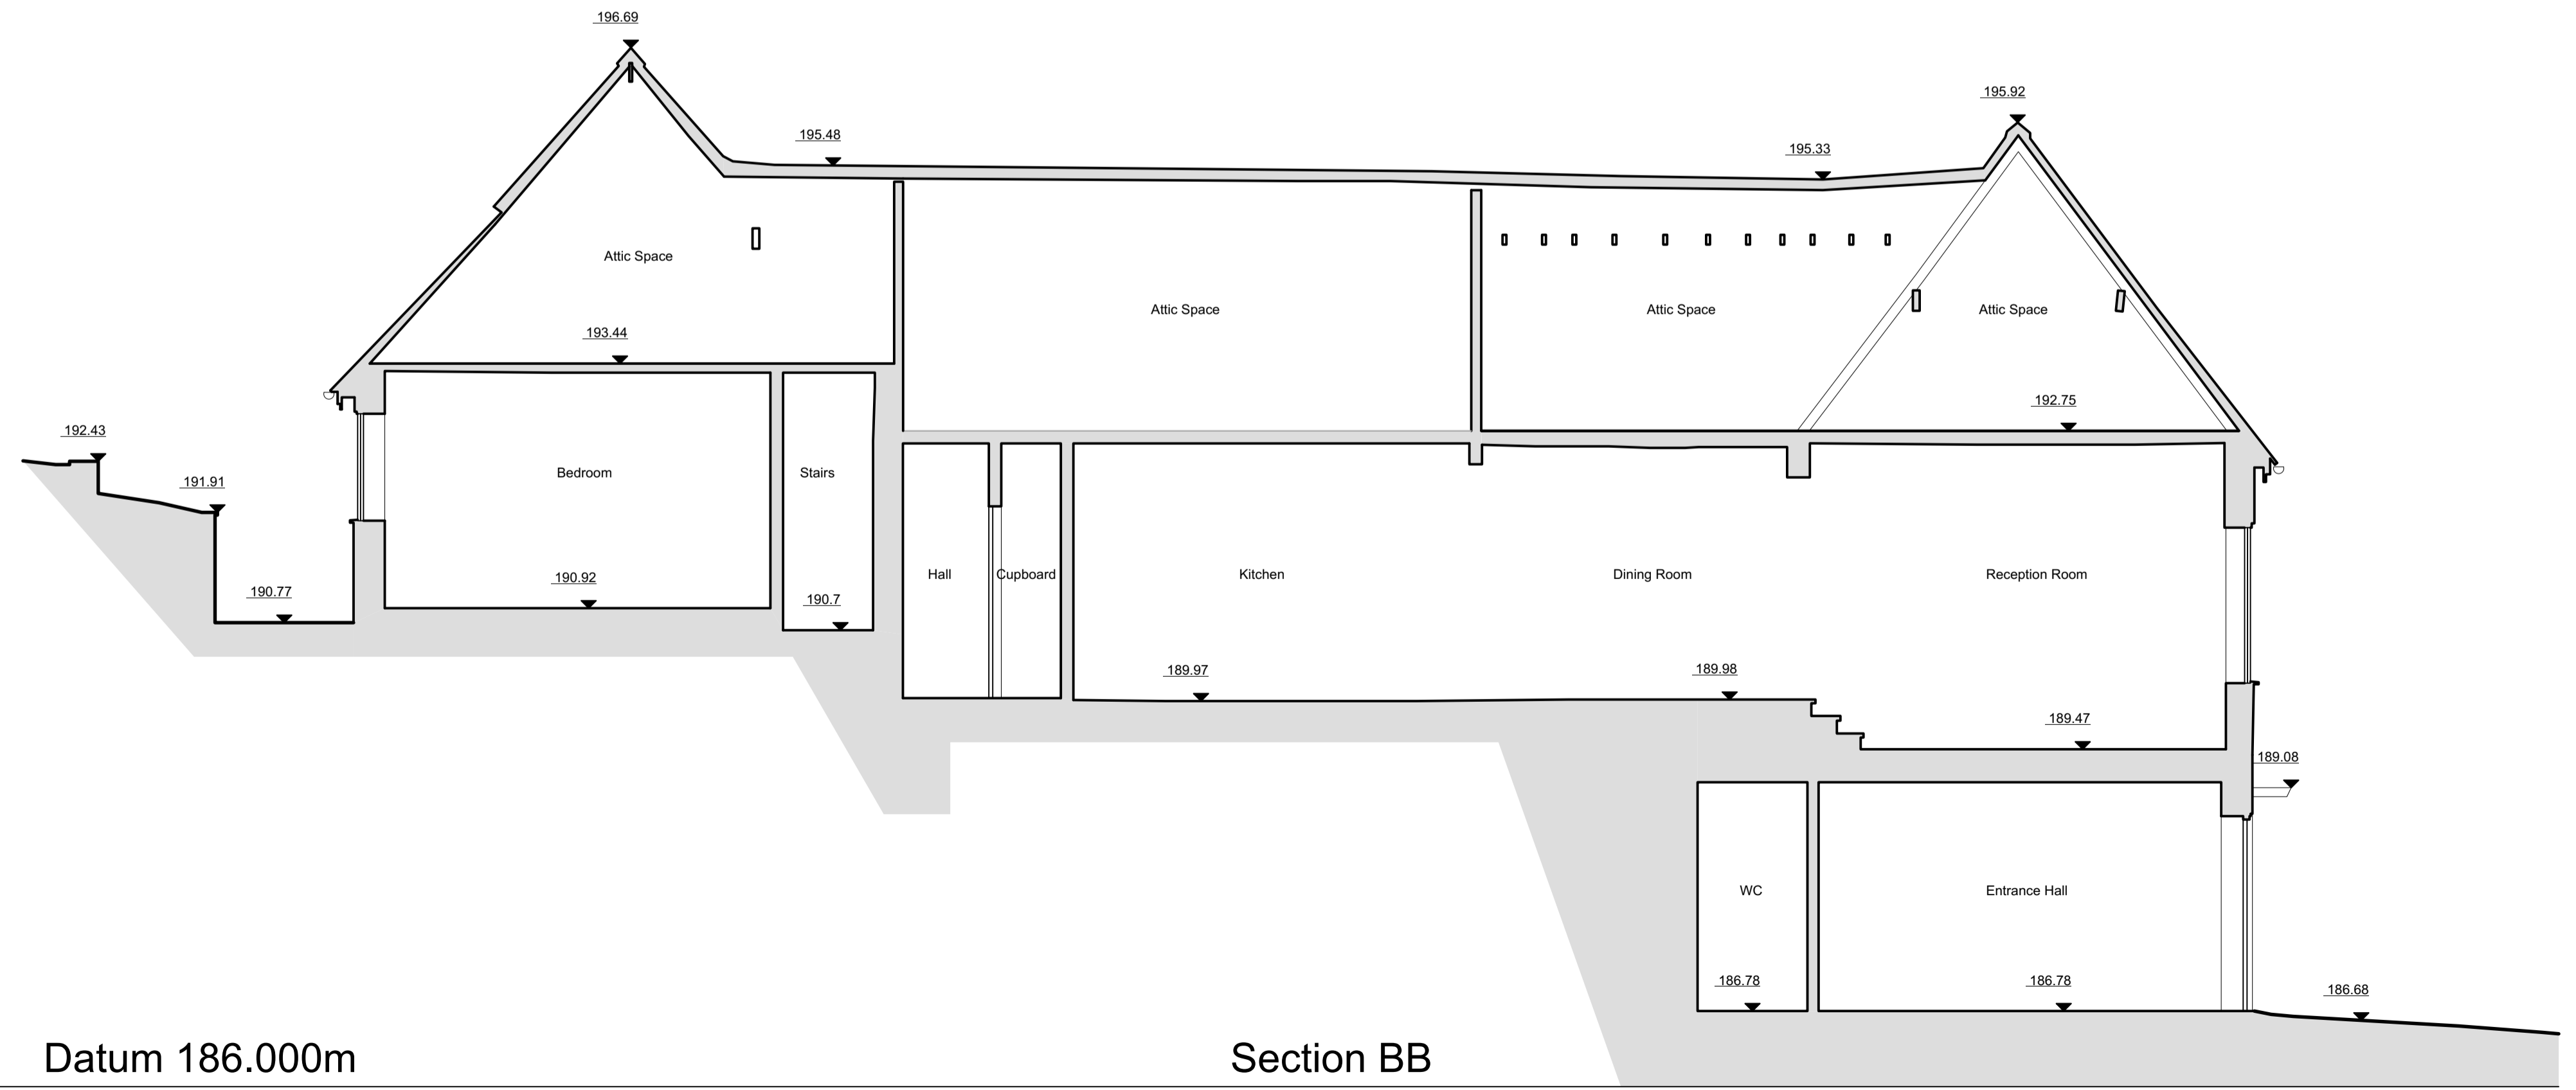 196.69
195.92
195.48
195.33
Attic Space
Attic Space
Attic Space
Attic Space
193.44
192.75
192.43
191.91
Bedroom
Stairs
Hall
Cupboard
Kitchen
Dining Room
Reception Room
190.77
190.92
190.7
189.97
189.98
189.47
189.08
WC
Entrance Hall
186.78
186.78
186.68
Datum 186.000m
Section BB